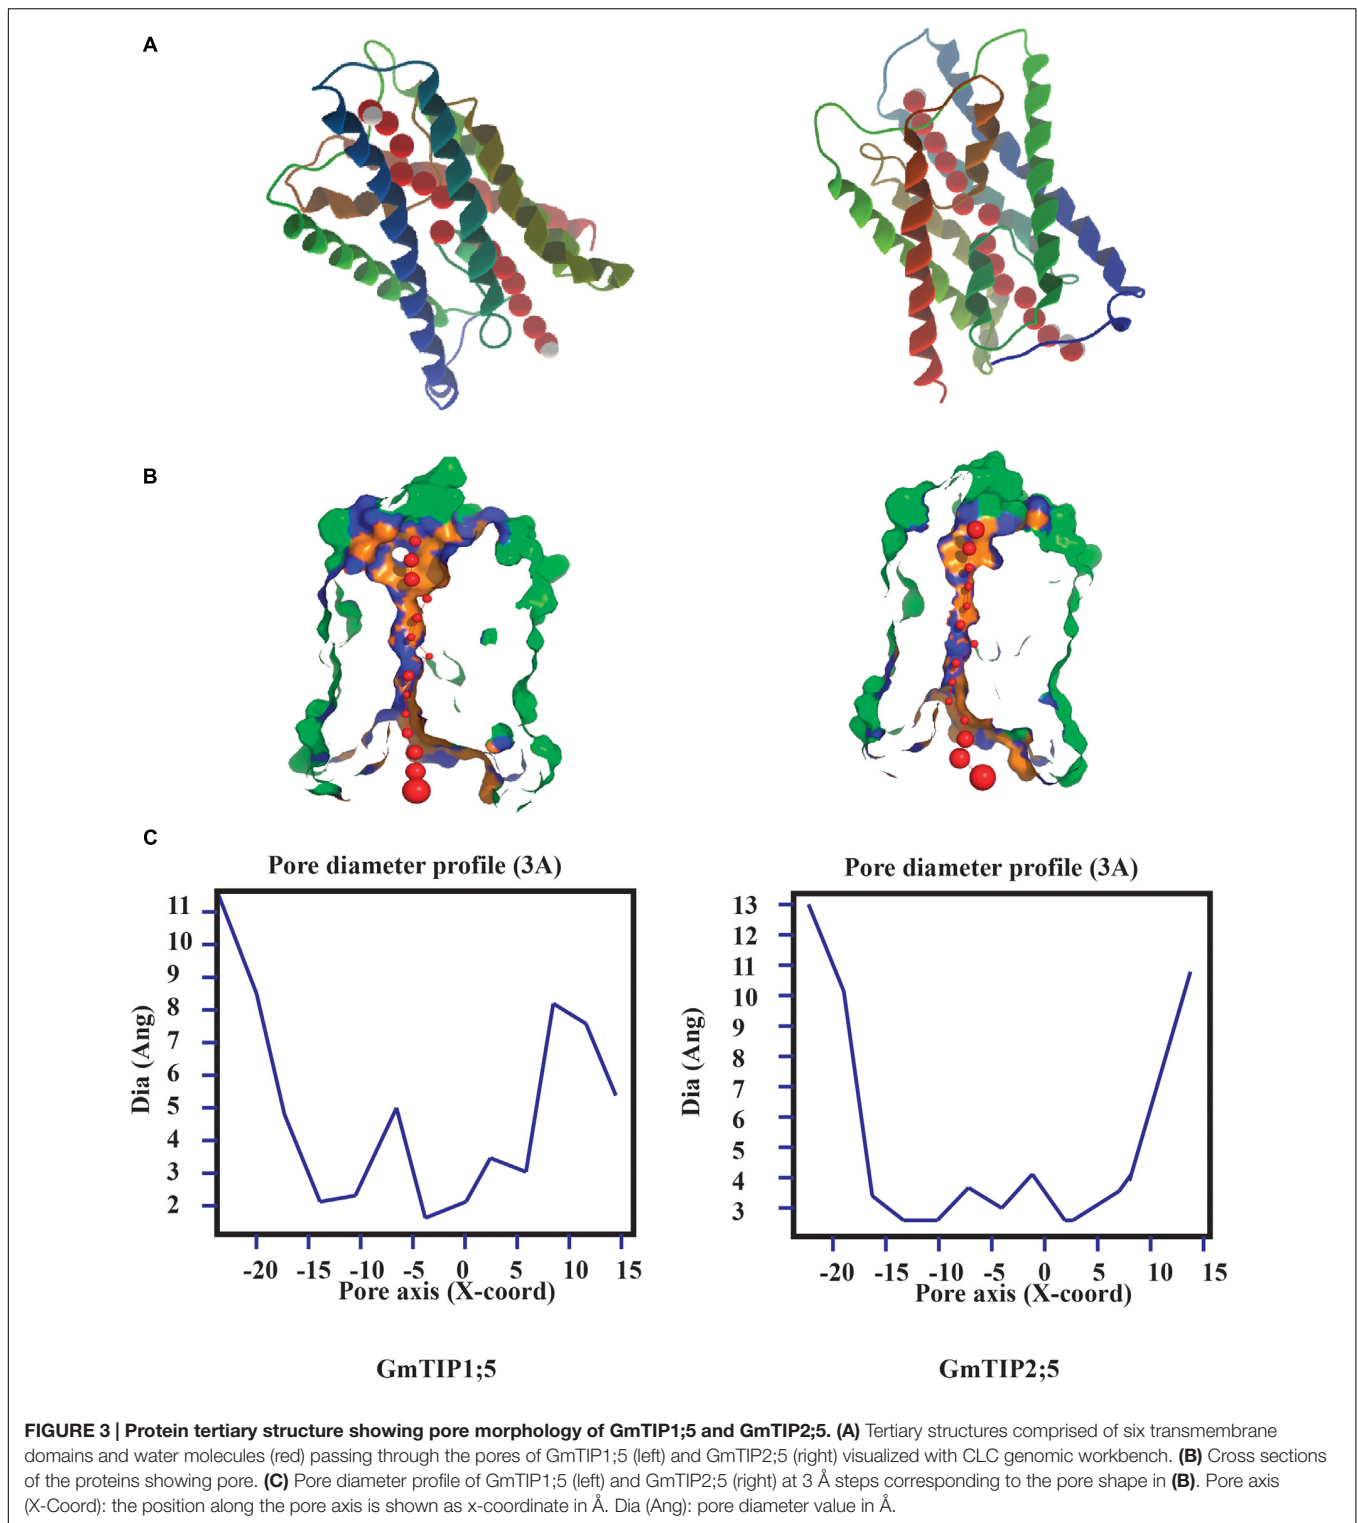 A
B
C
Pore diameter profile (3A)
11
10
9
8
7
6
5
4
3
2
Dia (Ang)
-20 -15 -10 -5 0 5 10 15
Pore axis (X-coord)
GmTIP1;5
Pore diameter profile (3A)
13
12
11
10
9
8
7
6
5
4
3
Dia (Ang)
-20 -15 -10 -5 0 5 10 15
Pore axis (X-coord)
GmTIP2;5
FIGURE 3 | Protein tertiary structure showing pore morphology of GmTIP1;5 and GmTIP2;5. (A) Tertiary structures comprised of six transmembrane
domains and water molecules (red) passing through the pores of GmTIP1;5 (left) and GmTIP2;5 (right) visualized with CLC genomic workbench. (B) Cross sections
of the proteins showing pore. (C) Pore diameter profile of GmTIP1;5 (left) and GmTIP2;5 (right) at 3 Å steps corresponding to the pore shape in (B). Pore axis
(X-Coord): the position along the pore axis is shown as x-coordinate in Å. Dia (Ang): pore diameter value in Å.